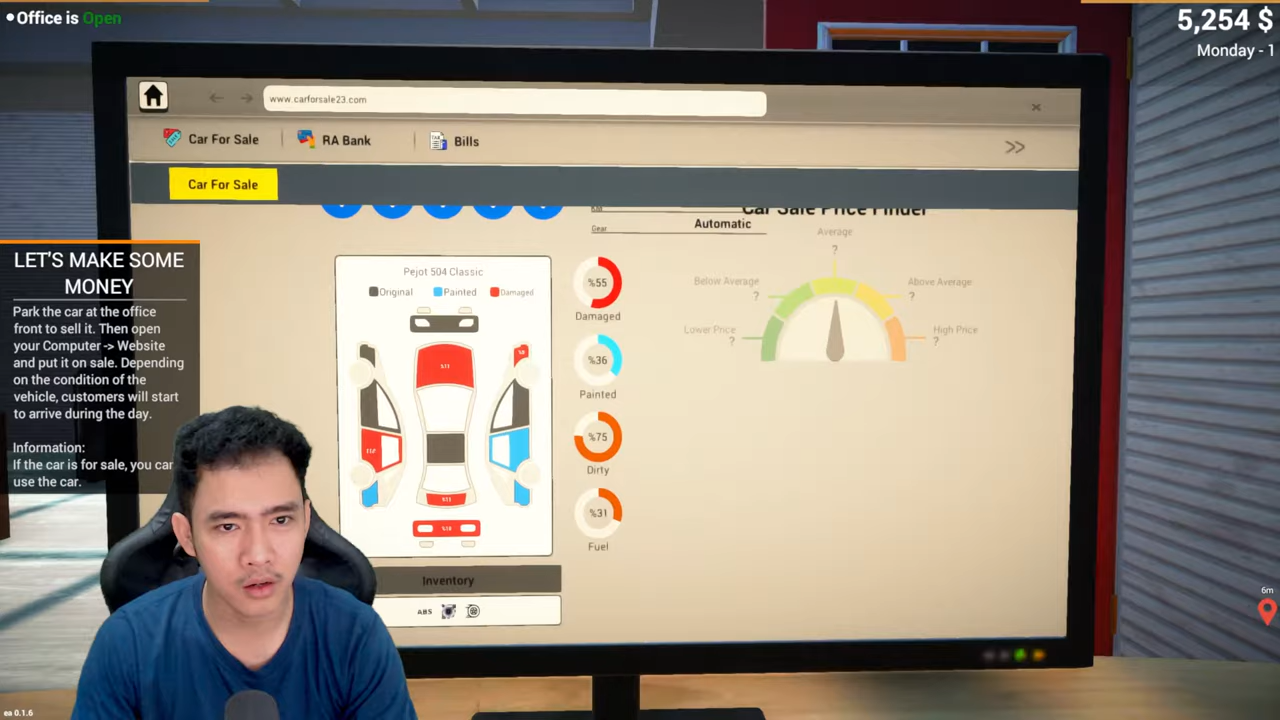 Office is Open
5,254 $
Monday - 1
www.carforsale23.com
Car For Sale
RA Bank
Bills
Car For Sale
LET'S MAKE SOME
MONEY
Park the car at the office
front to sell it. Then open
your Computer -> Website
and put it on sale. Depending
on the condition of the
vehicle, customers will start
to arrive during the day.
Information:
If the car is for sale, you can
use the car.
Pejot 504 Classic
Original
Painted
Damaged
Gear
Automatic
%55
Damaged
%36
Painted
%75
Dirty
%31
Fuel
Car Sale Price Finder
Average
?
Below Average
?
Above Average
?
Lower Price
?
High Price
?
Inventory
ABS
6m
ea 0.1.6